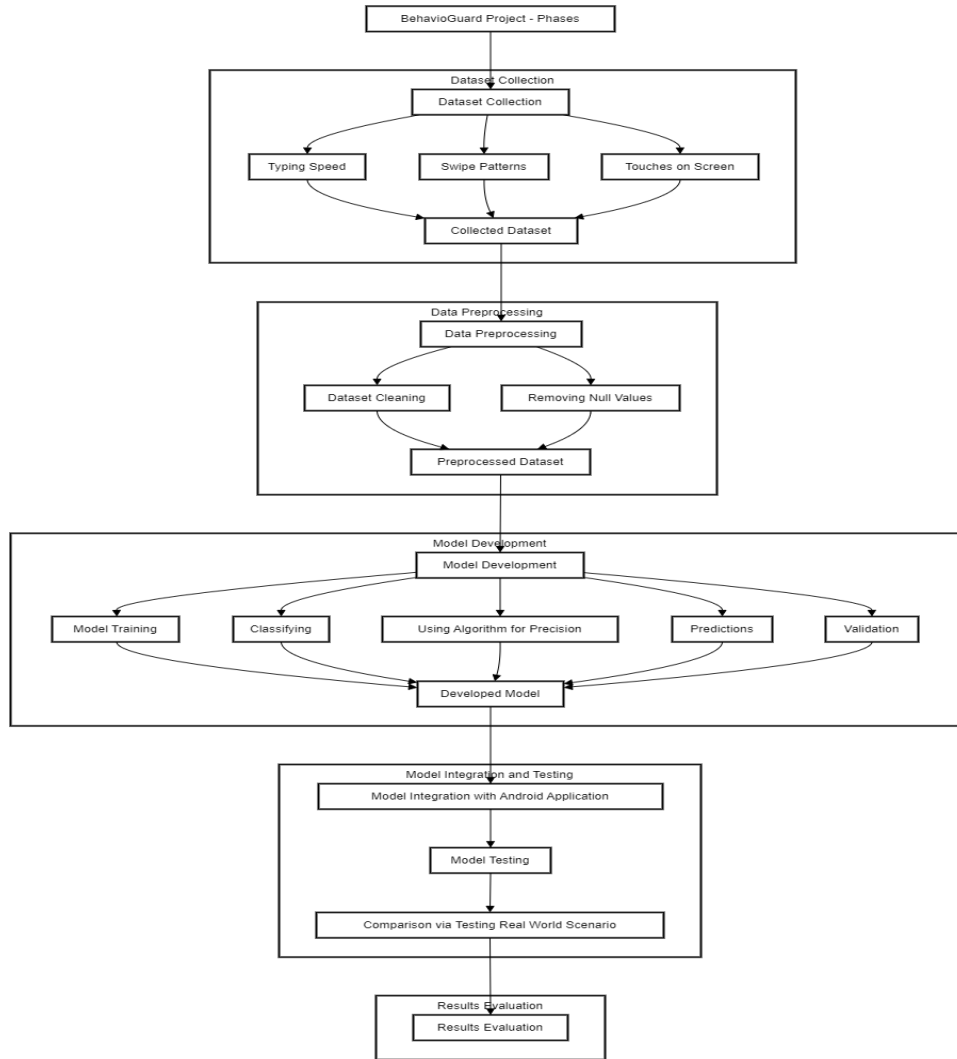 BehavioGuard Project - Phases
Dataset Collection
Dataset Collection
Typing Speed
Swipe Patterns
Touches on Screen
Collected Dataset
Data Preprocessing
Data Preprocessing
Dataset Cleaning
Removing Null Values
Preprocessed Dataset
Model Development
Model Development
Model Training
Classifying
Using Algorithm for Precision
Predictions
Validation
Developed Model
Model Integration and Testing
Model Integration with Android Application
Model Testing
Comparison via Testing Real World Scenario
Results Evaluation
Results Evaluation